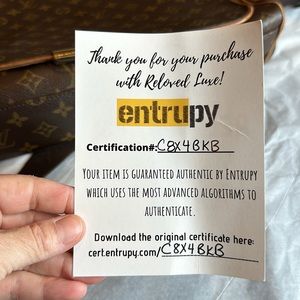 Thank you for your purchase
with Reloved Luxe!
entrupy
Certification#:C8X4BKB
YOUR ITEM IS GUARANTEED AUTHENTIC BY ENTRUPY
WHICH USES THE MOST ADVANCED ALGORITHMS TO
AUTHENTICATE.
Download the original certificate here:
cert.entrupy.com/C8X4BKB